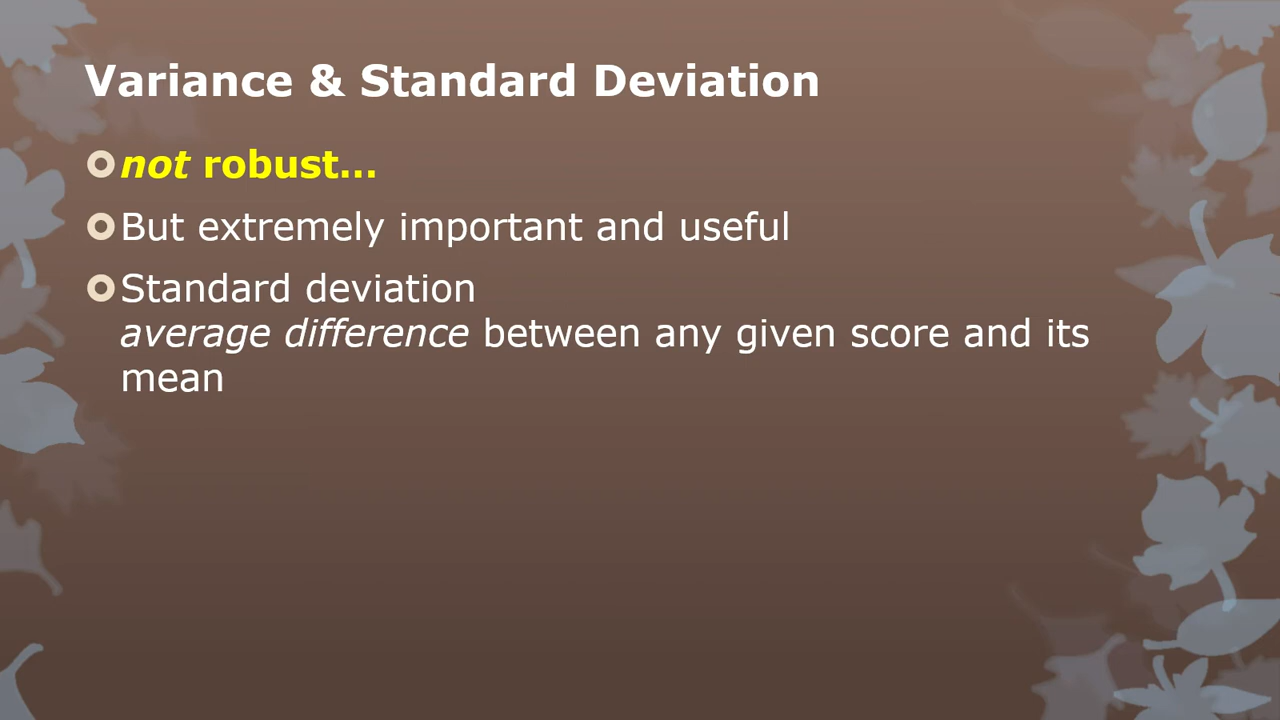 Variance & Standard Deviation
not robust...
But extremely important and useful
Standard deviation
average difference between any given score and its
mean